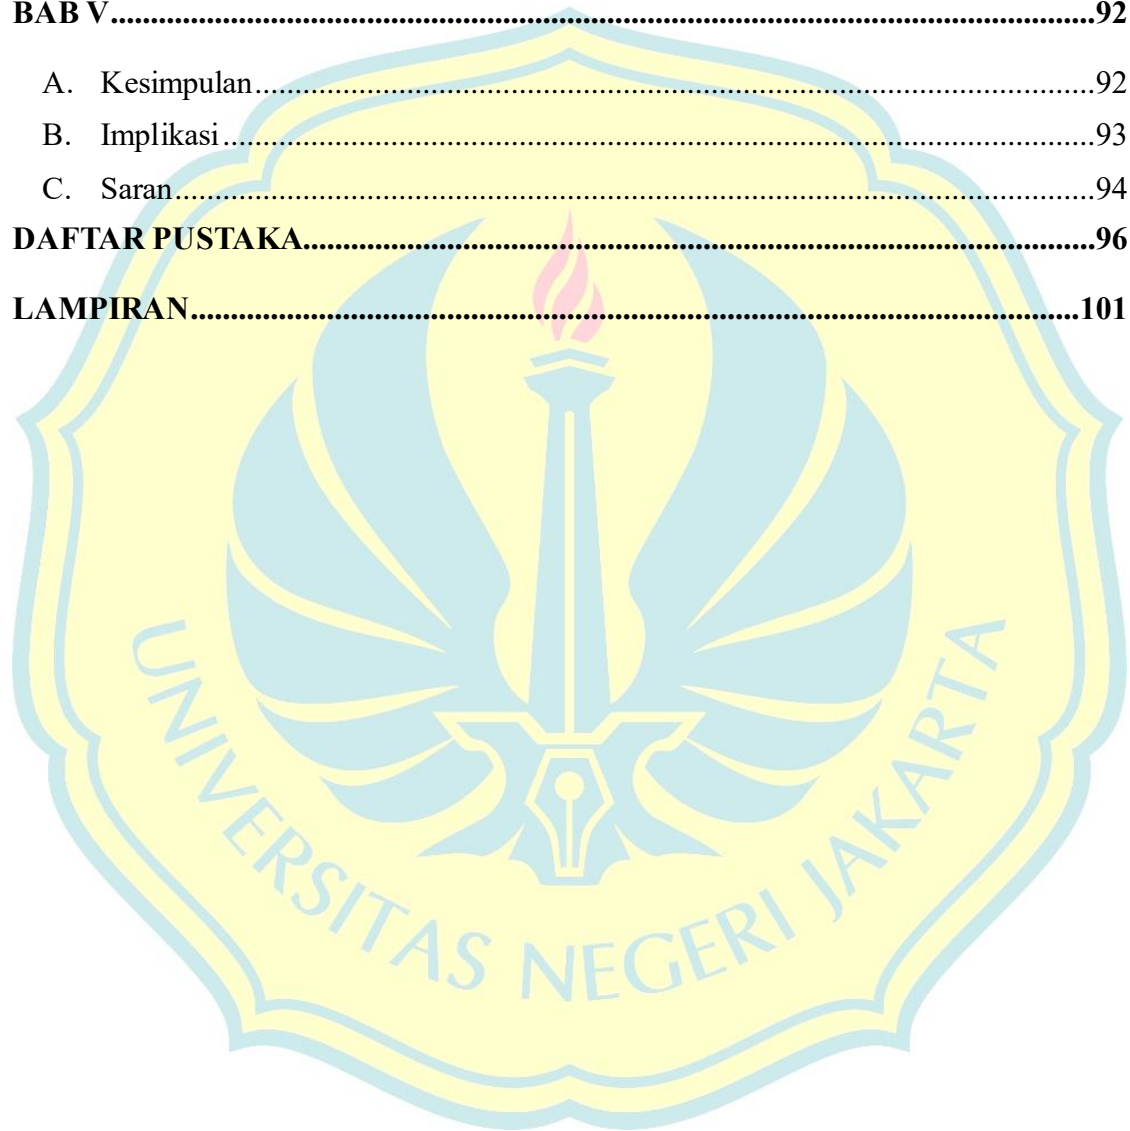 BAB V..........................................................................................................................92
A. Kesimpulan.........................................................................................................92
B. Implikasi.............................................................................................................93
C. Saran...................................................................................................................94
DAFTAR PUSTAKA..................................................................................................96
LAMPIRAN...............................................................................................................101
UNIVERSITAS NEGERI JAKARTA